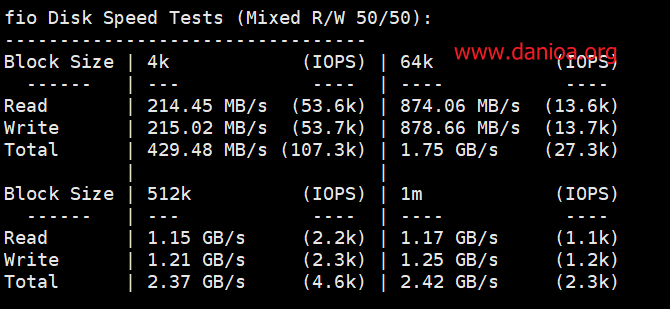 fio Disk Speed Tests (Mixed R/W 50/50):
---------------------------------
Block Size | 4k            (IOPS) | 64k           (IOPS)
  ------   | ---            ----  | ----           ----
Read       | 214.45 MB/s  (53.6k) | 874.06 MB/s  (13.6k)
Write      | 215.02 MB/s  (53.7k) | 878.66 MB/s  (13.7k)
Total      | 429.48 MB/s (107.3k) | 1.75 GB/s    (27.3k)
           |                      |
Block Size | 512k          (IOPS) | 1m            (IOPS)
  ------   | ---            ----  | ----           ----
Read       | 1.15 GB/s     (2.2k) | 1.17 GB/s     (1.1k)
Write      | 1.21 GB/s     (2.3k) | 1.25 GB/s     (1.2k)
Total      | 2.37 GB/s     (4.6k) | 2.42 GB/s     (2.3k)
www.danioa.org